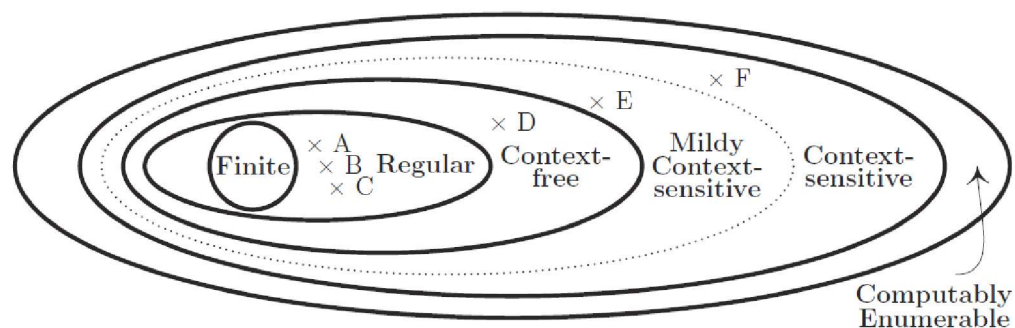 × F
× E
× D
× A
× B
× C
Finite
Regular
Context-
free
Mildy
Context-
sensitive
Context-
sensitive
Computably
Enumerable